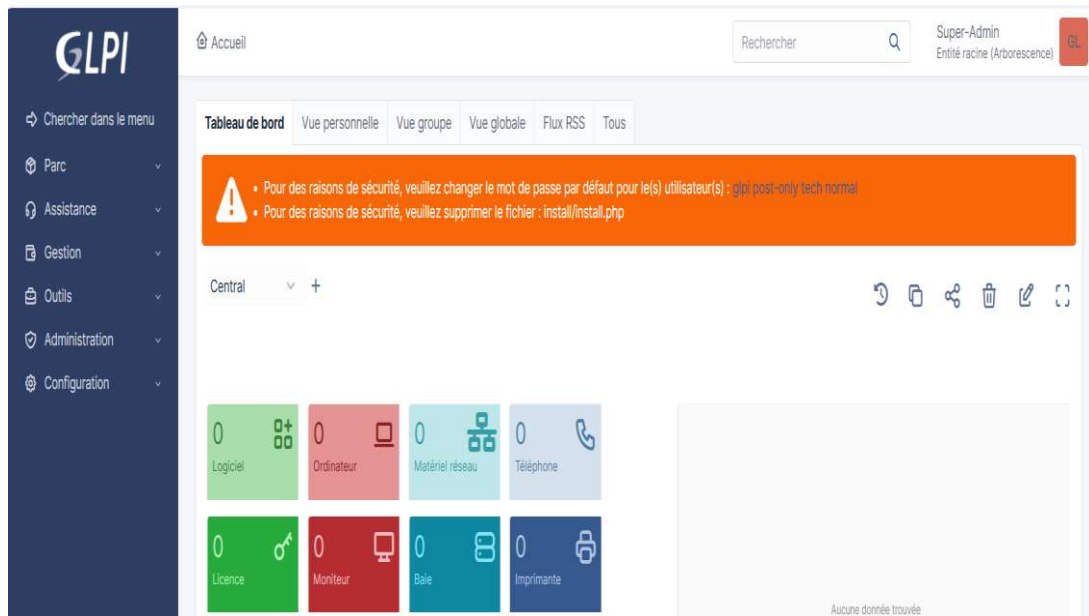 GLPI
Accueil
Rechercher
Super-Admin
Entité racine (Arborescence)
GL
Chercher dans le menu
Parc
Assistance
Gestion
Outils
Administration
Configuration
Tableau de bord Vue personnelle Vue groupe Vue globale Flux RSS Tous
• Pour des raisons de sécurité, veuillez changer le mot de passe par défaut pour le(s) utilisateur(s) : glpi post-only tech normal
• Pour des raisons de sécurité, veuillez supprimer le fichier : install/install.php
Central
0 0 0 0
Logiciel Ordinateur Matériel réseau Téléphone
0 0 0 0
Licence Moniteur Baie Imprimante
Aucune donnée trouvée